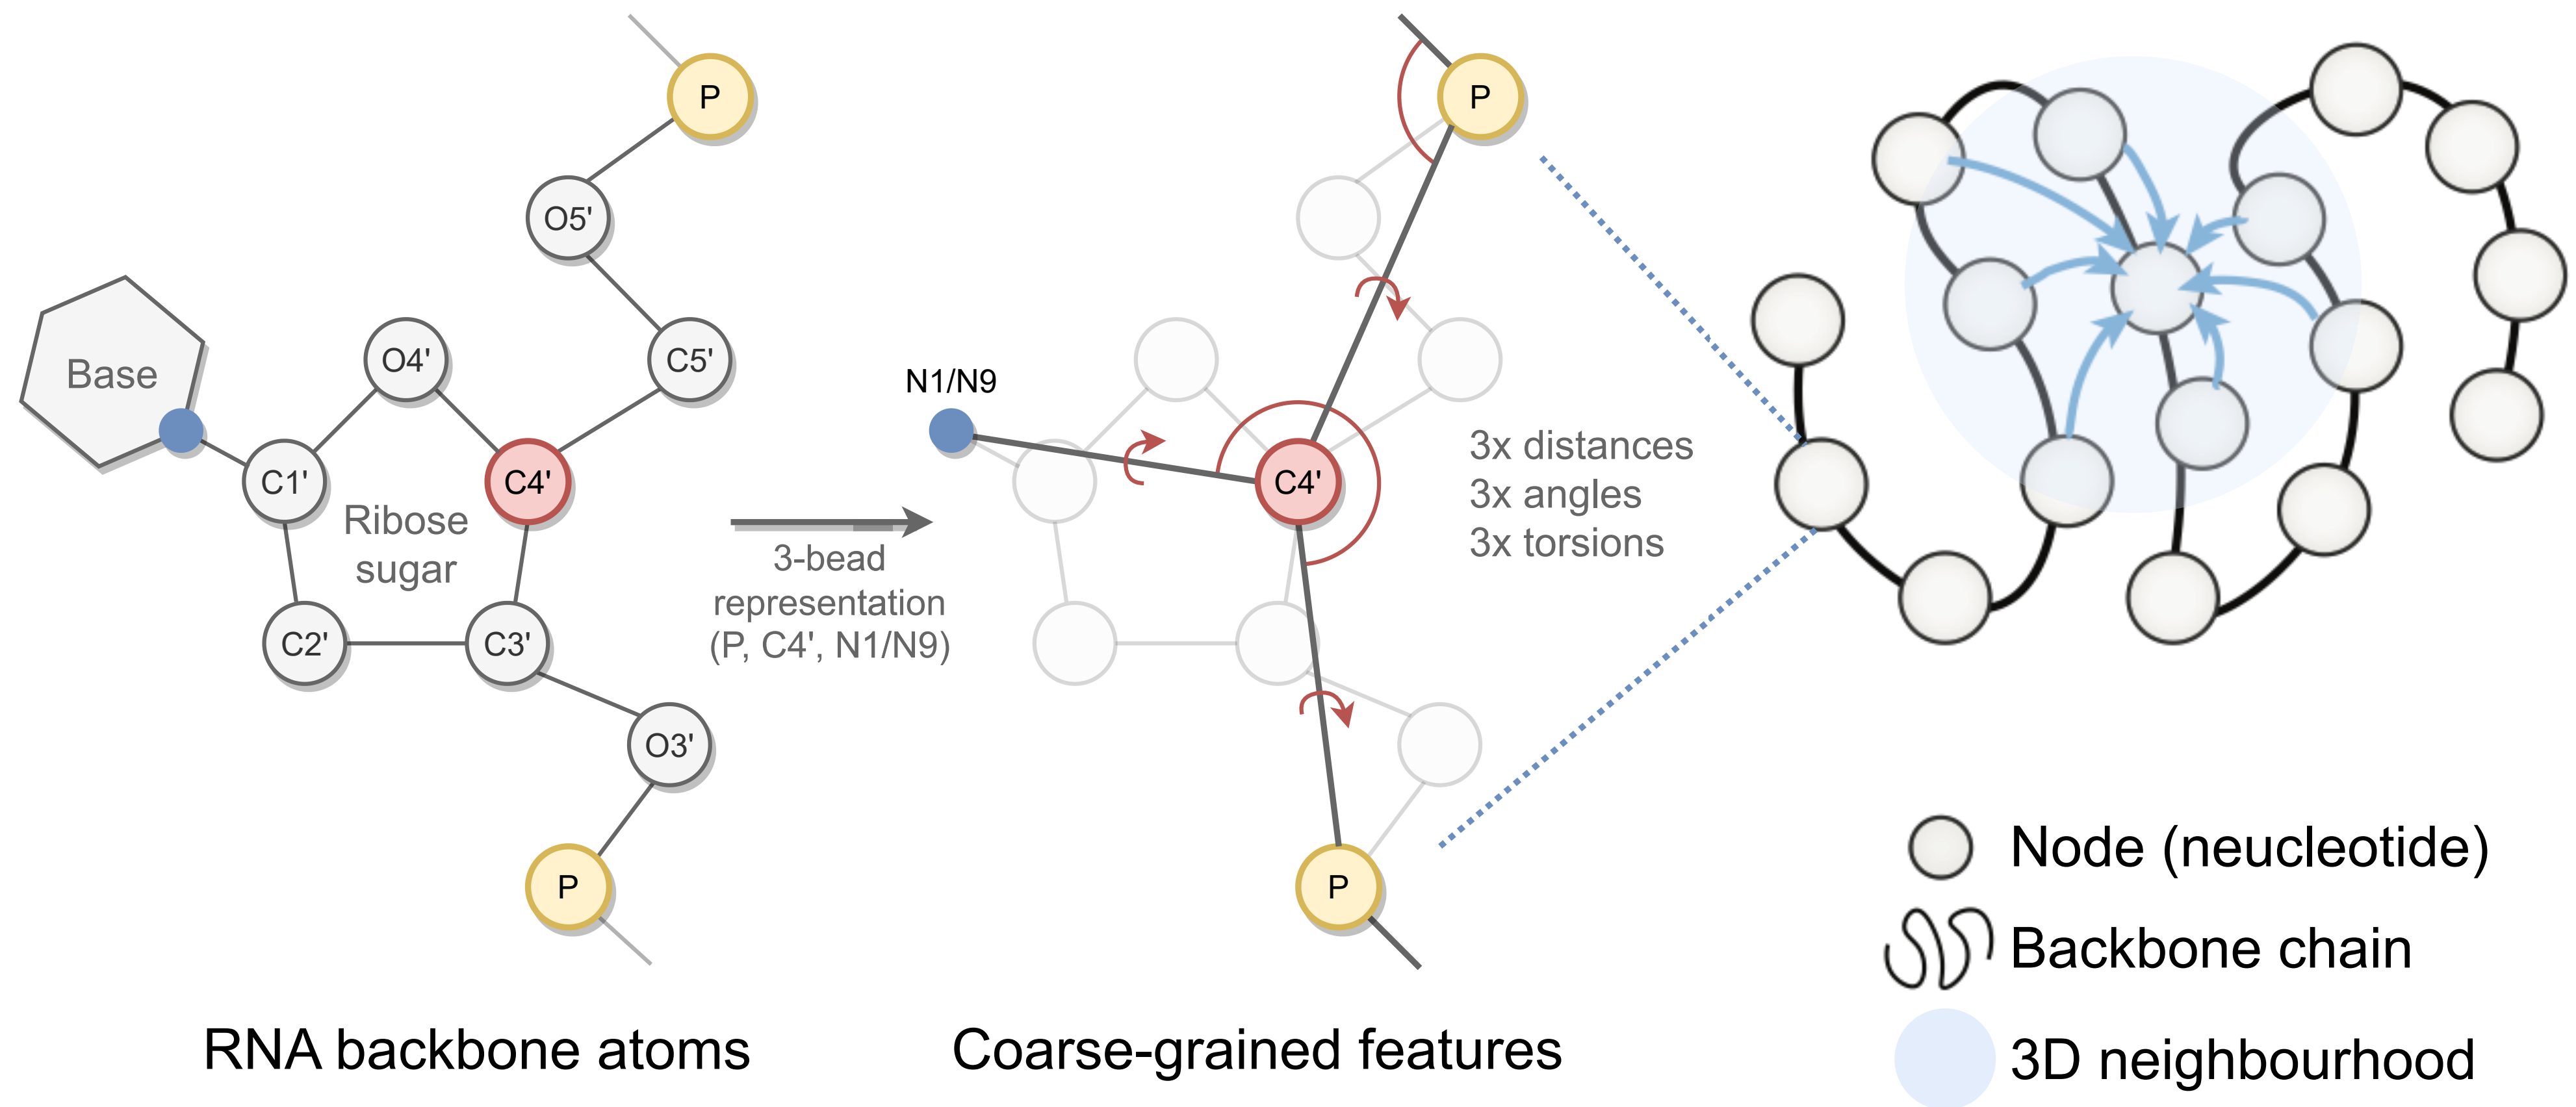 P
O5'
C5'
O4'
Base
C4'
C1'
Ribose
sugar
C2'
C3'
O3'
P
RNA backbone atoms
3-bead
representation
(P, C4', N1/N9)
P
N1/N9
C4'
3x distances
3x angles
3x torsions
P
Coarse-grained features
Node (neucleotide)
Backbone chain
3D neighbourhood